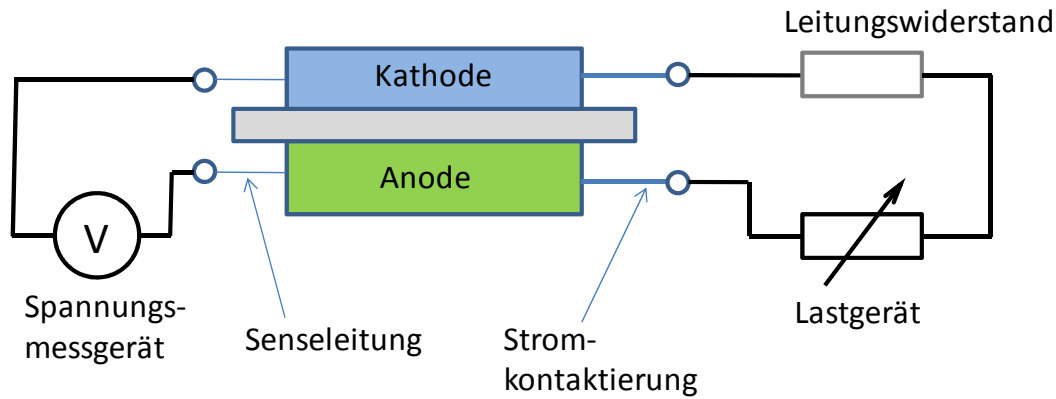 Leitungswiderstand
Kathode
Anode
V
Spannungs-
messgerät
Senseleitung
Strom-
kontaktierung
Lastgerät